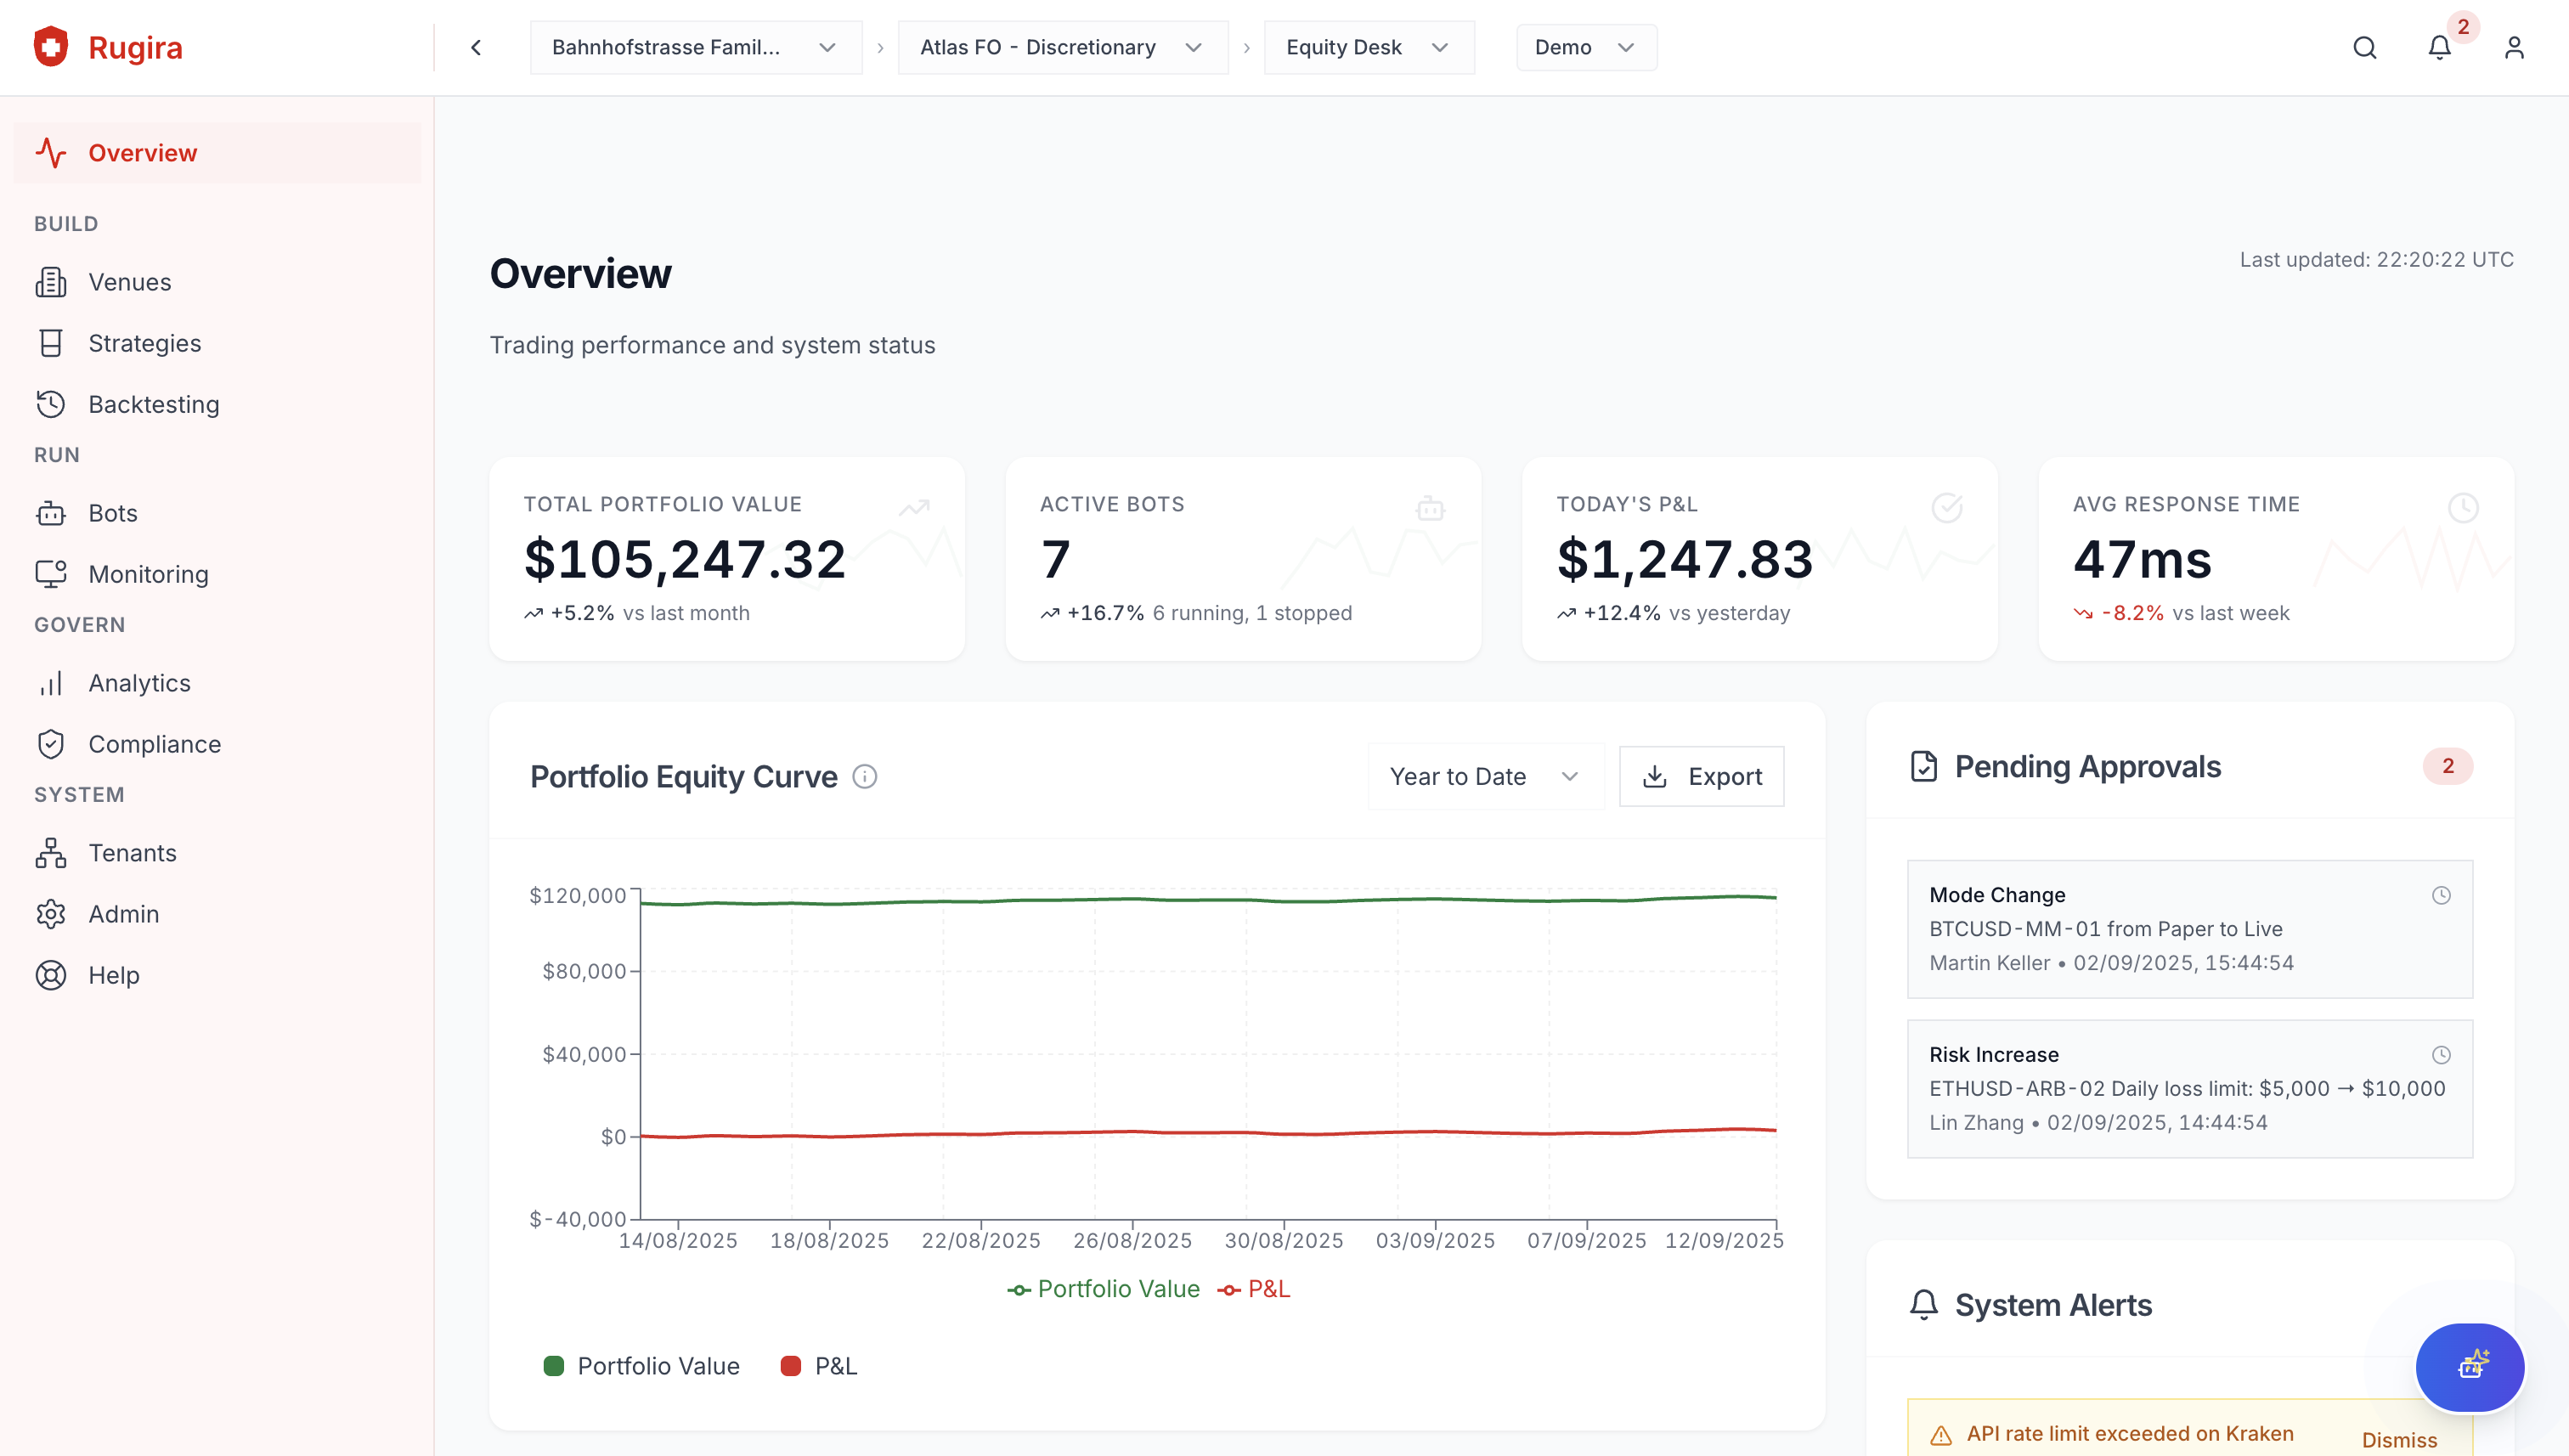 Rugira
Bahnhofstrasse Famil...
Atlas FO - Discretionary
Equity Desk
Demo
2
Overview
BUILD
Venues
Strategies
Backtesting
RUN
Bots
Monitoring
GOVERN
Analytics
Compliance
SYSTEM
Tenants
Admin
Help
Overview
Last updated: 22:20:22 UTC
Trading performance and system status
TOTAL PORTFOLIO VALUE
$105,247.32
+5.2% vs last month
ACTIVE BOTS
7
+16.7% 6 running, 1 stopped
TODAY'S P&L
$1,247.83
+12.4% vs yesterday
AVG RESPONSE TIME
47ms
-8.2% vs last week
Portfolio Equity Curve
Year to Date
Export
$120,000
$80,000
$40,000
$0
$-40,000
14/08/2025 18/08/2025 22/08/2025 26/08/2025 30/08/2025 03/09/2025 07/09/2025 12/09/2025
Portfolio Value P&L
Portfolio Value P&L
Pending Approvals
2
Mode Change
BTCUSD-MM-01 from Paper to Live
Martin Keller • 02/09/2025, 15:44:54
Risk Increase
ETHUSD-ARB-02 Daily loss limit: $5,000 → $10,000
Lin Zhang • 02/09/2025, 14:44:54
System Alerts
API rate limit exceeded on Kraken
Dismiss